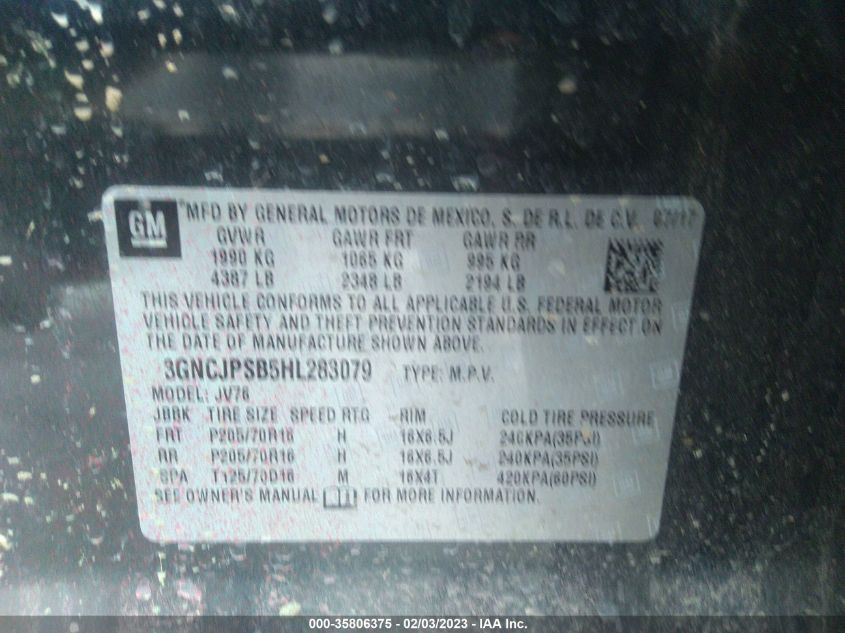 GM MFD BY GENERAL MOTORS DE MEXICO, S. DE R.L. DE C.V.
GVWR GAWR FRT GAWR RR
1990 KG 1065 KG 995 KG
4387 LB 2348 LB 2194 LB
THIS VEHICLE CONFORMS TO ALL APPLICABLE U.S. FEDERAL MOTOR
VEHICLE SAFETY AND THEFT PREVENTION STANDARDS IN EFFECT ON
THE DATE OF MANUFACTURE SHOWN ABOVE.
3GNCJPSB5HL283079 TYPE: M.P.V.
MODEL: JV76
JBBK TIRE SIZE SPEED RTG RIM COLD TIRE PRESSURE
FRT P205/70R16 H 16X6.5J 240KPA(35PSI)
RR P205/70R16 H 16X6.5J 240KPA(35PSI)
SPA T125/70D16 M 16X4T 420KPA(60PSI)
SEE OWNER'S MANUAL FOR MORE INFORMATION.
000-35806375 - 02/03/2023 - IAA Inc.